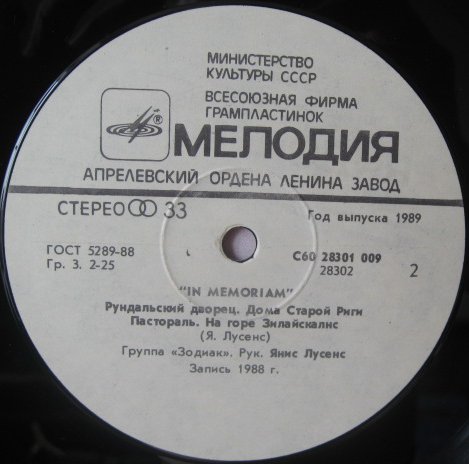 МИНИСТЕРСТВО
КУЛЬТУРЫ СССР
ВСЕСОЮЗНАЯ ФИРМА
ГРАМПЛАСТИНОК
®
МЕЛОДИЯ
АПРЕЛЕВСКИЙ ОРДЕНА ЛЕНИНА ЗАВОД
СТЕРЕО 33
Год выпуска 1989
ГОСТ 5289-88
Гр. 3. 2-25
С60 28301 009
28302
2
"IN MEMORIAM"
Рундальский дворец. Дома Старой Риги
Пастораль. На горе Зилайскалнс
(Я. Лусенс)
Группа «Зодиак». Рук. Янис Лусенс
Запись 1988 г.